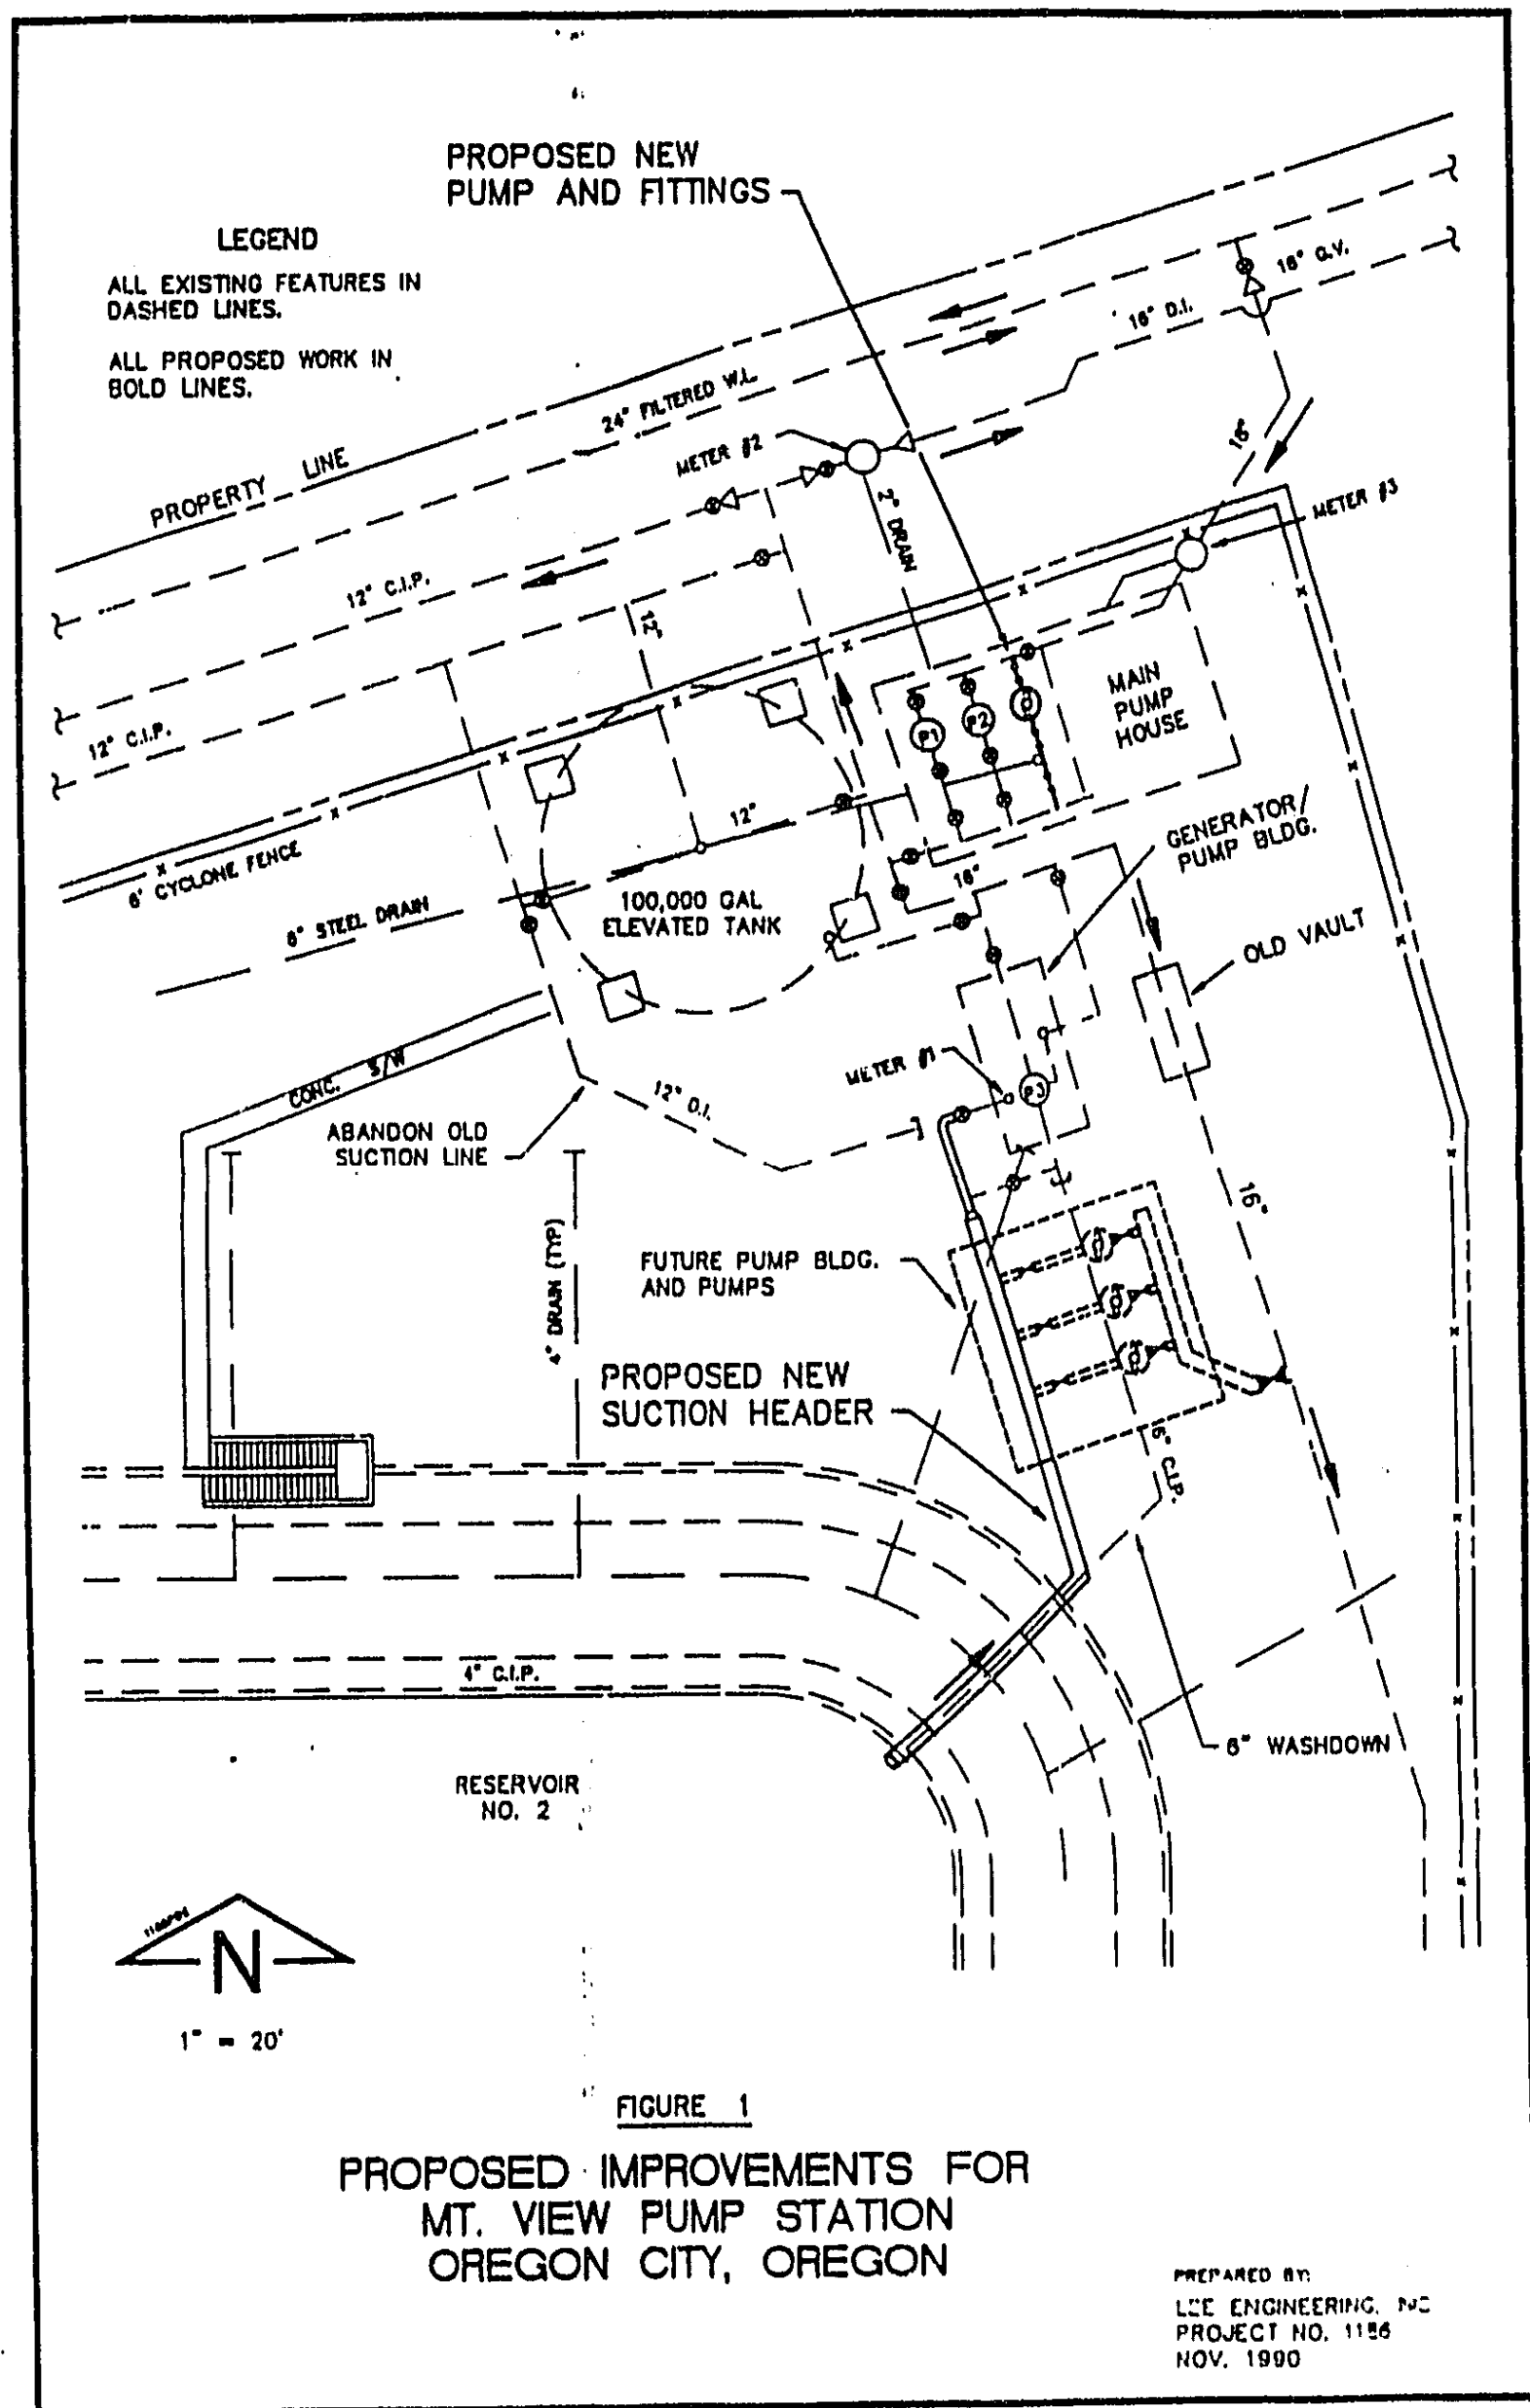 PROPOSED NEW
PUMP AND FITTINGS
LEGEND
ALL EXISTING FEATURES IN
DASHED LINES.
ALL PROPOSED WORK IN
BOLD LINES.
PROPERTY LINE
24" FILTERED W.L.
METER #2
16" D.I.
16" G.V.
16"
METER #3
2" DRAIN
12" C.I.P.
12"
12" C.I.P.
6' CYCLONE FENCE
P1
P2
MAIN
PUMP
HOUSE
12"
GENERATOR/
PUMP BLDG.
16"
100,000 GAL
ELEVATED TANK
OLD VAULT
STEEL DRAIN
CONC. S/W
METER #1
P3
12" D.I.
ABANDON OLD
SUCTION LINE
16"
4" DRAIN (TYP)
FUTURE PUMP BLDG.
AND PUMPS
PROPOSED NEW
SUCTION HEADER
6" C.I.P.
4" C.I.P.
6" WASHDOWN
RESERVOIR
NO. 2
N
1" = 20'
FIGURE 1
PROPOSED IMPROVEMENTS FOR
MT. VIEW PUMP STATION
OREGON CITY, OREGON
PREPARED BY:
LEE ENGINEERING, INC
PROJECT NO.
NOV. 1990